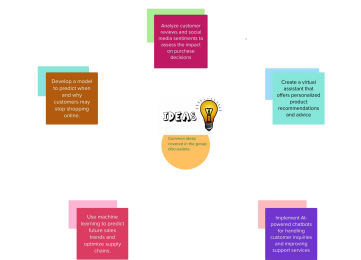 Analyze customer
reviews and social
media sentiments to
assess the impact
on purchase
decisions
Develop a model
to predict when
and why
customers may
stop shopping
online.
Create a virtual
assistant that
offers personalized
product
recommendations
and advice
IDEAS
Common ideas
covered in the group
discussions.
Use machine
learning to predict
future sales
trends and
optimize supply
chains.
Implement AI-
powered chatbots
for handling
customer inquiries
and improving
support services